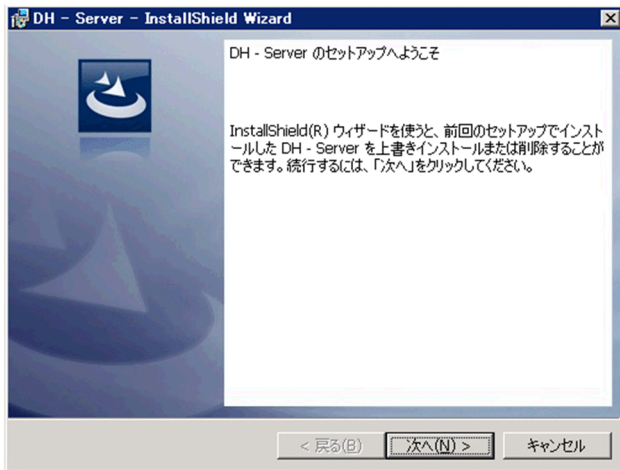 DH - Server - InstallShield Wizard
DH - Server のセットアップへようこそ
InstallShield(R) ウィザードを使うと、前回のセットアップでインスト
ールした DH - Server を上書きインストールまたは削除することが
できます。続行するには、「次へ」をクリックしてください。
< 戻る(B) 次へ(N) > キャンセル